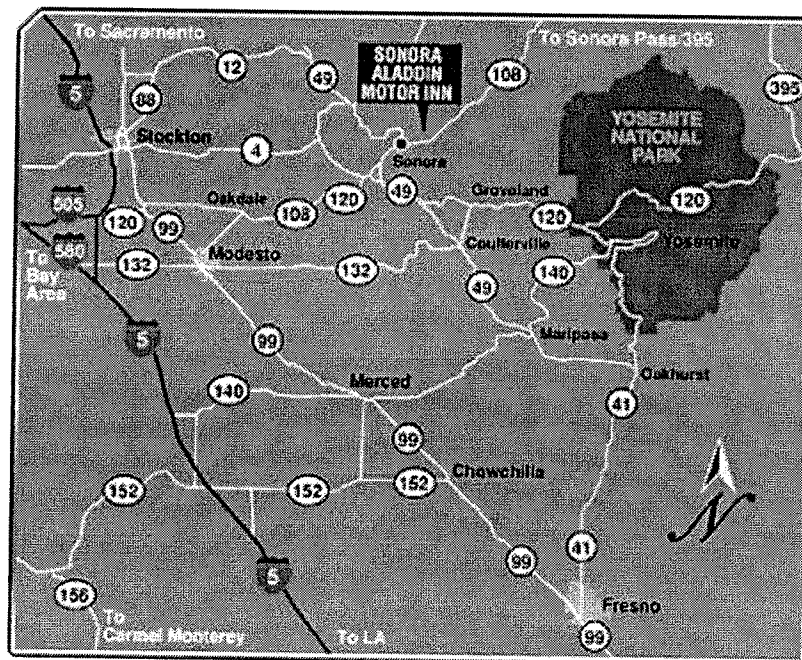 To Sacramento
SONORA
ALADDIN
MOTOR INN
To Sonora Pass 395
12
49
108
395
5
88
YOSEMITE
NATIONAL
PARK
Stockton
4
Sonora
505
Oakdale
120
49
Groveland
120
120
99
108
120
Yosemite
580
Modesto
Coulterville
To
Bay
Area
132
132
140
49
5
99
Mariposa
Merced
Oakhurst
140
41
99
Chowchilla
152
152
152
N
99
41
5
156
Fresno
To
Carmel Monterey
To LA
99